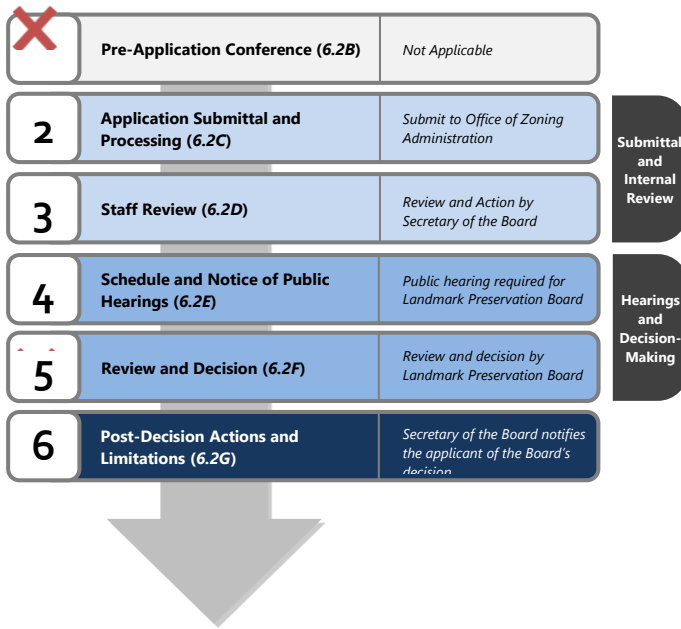 Pre-Application Conference (6.2B)
Not Applicable
2
Application Submittal and
Processing (6.2C)
Submit to Office of Zoning
Administration
3
Staff Review (6.2D)
Review and Action by
Secretary of the Board
Submittal
and
Internal
Review
4
Schedule and Notice of Public
Hearings (6.2E)
Public hearing required for
Landmark Preservation Board
5
Review and Decision (6.2F)
Review and decision by
Landmark Preservation Board
Hearings
and
Decision-
Making
6
Post-Decision Actions and
Limitations (6.2G)
Secretary of the Board notifies
the applicant of the Board's
decision